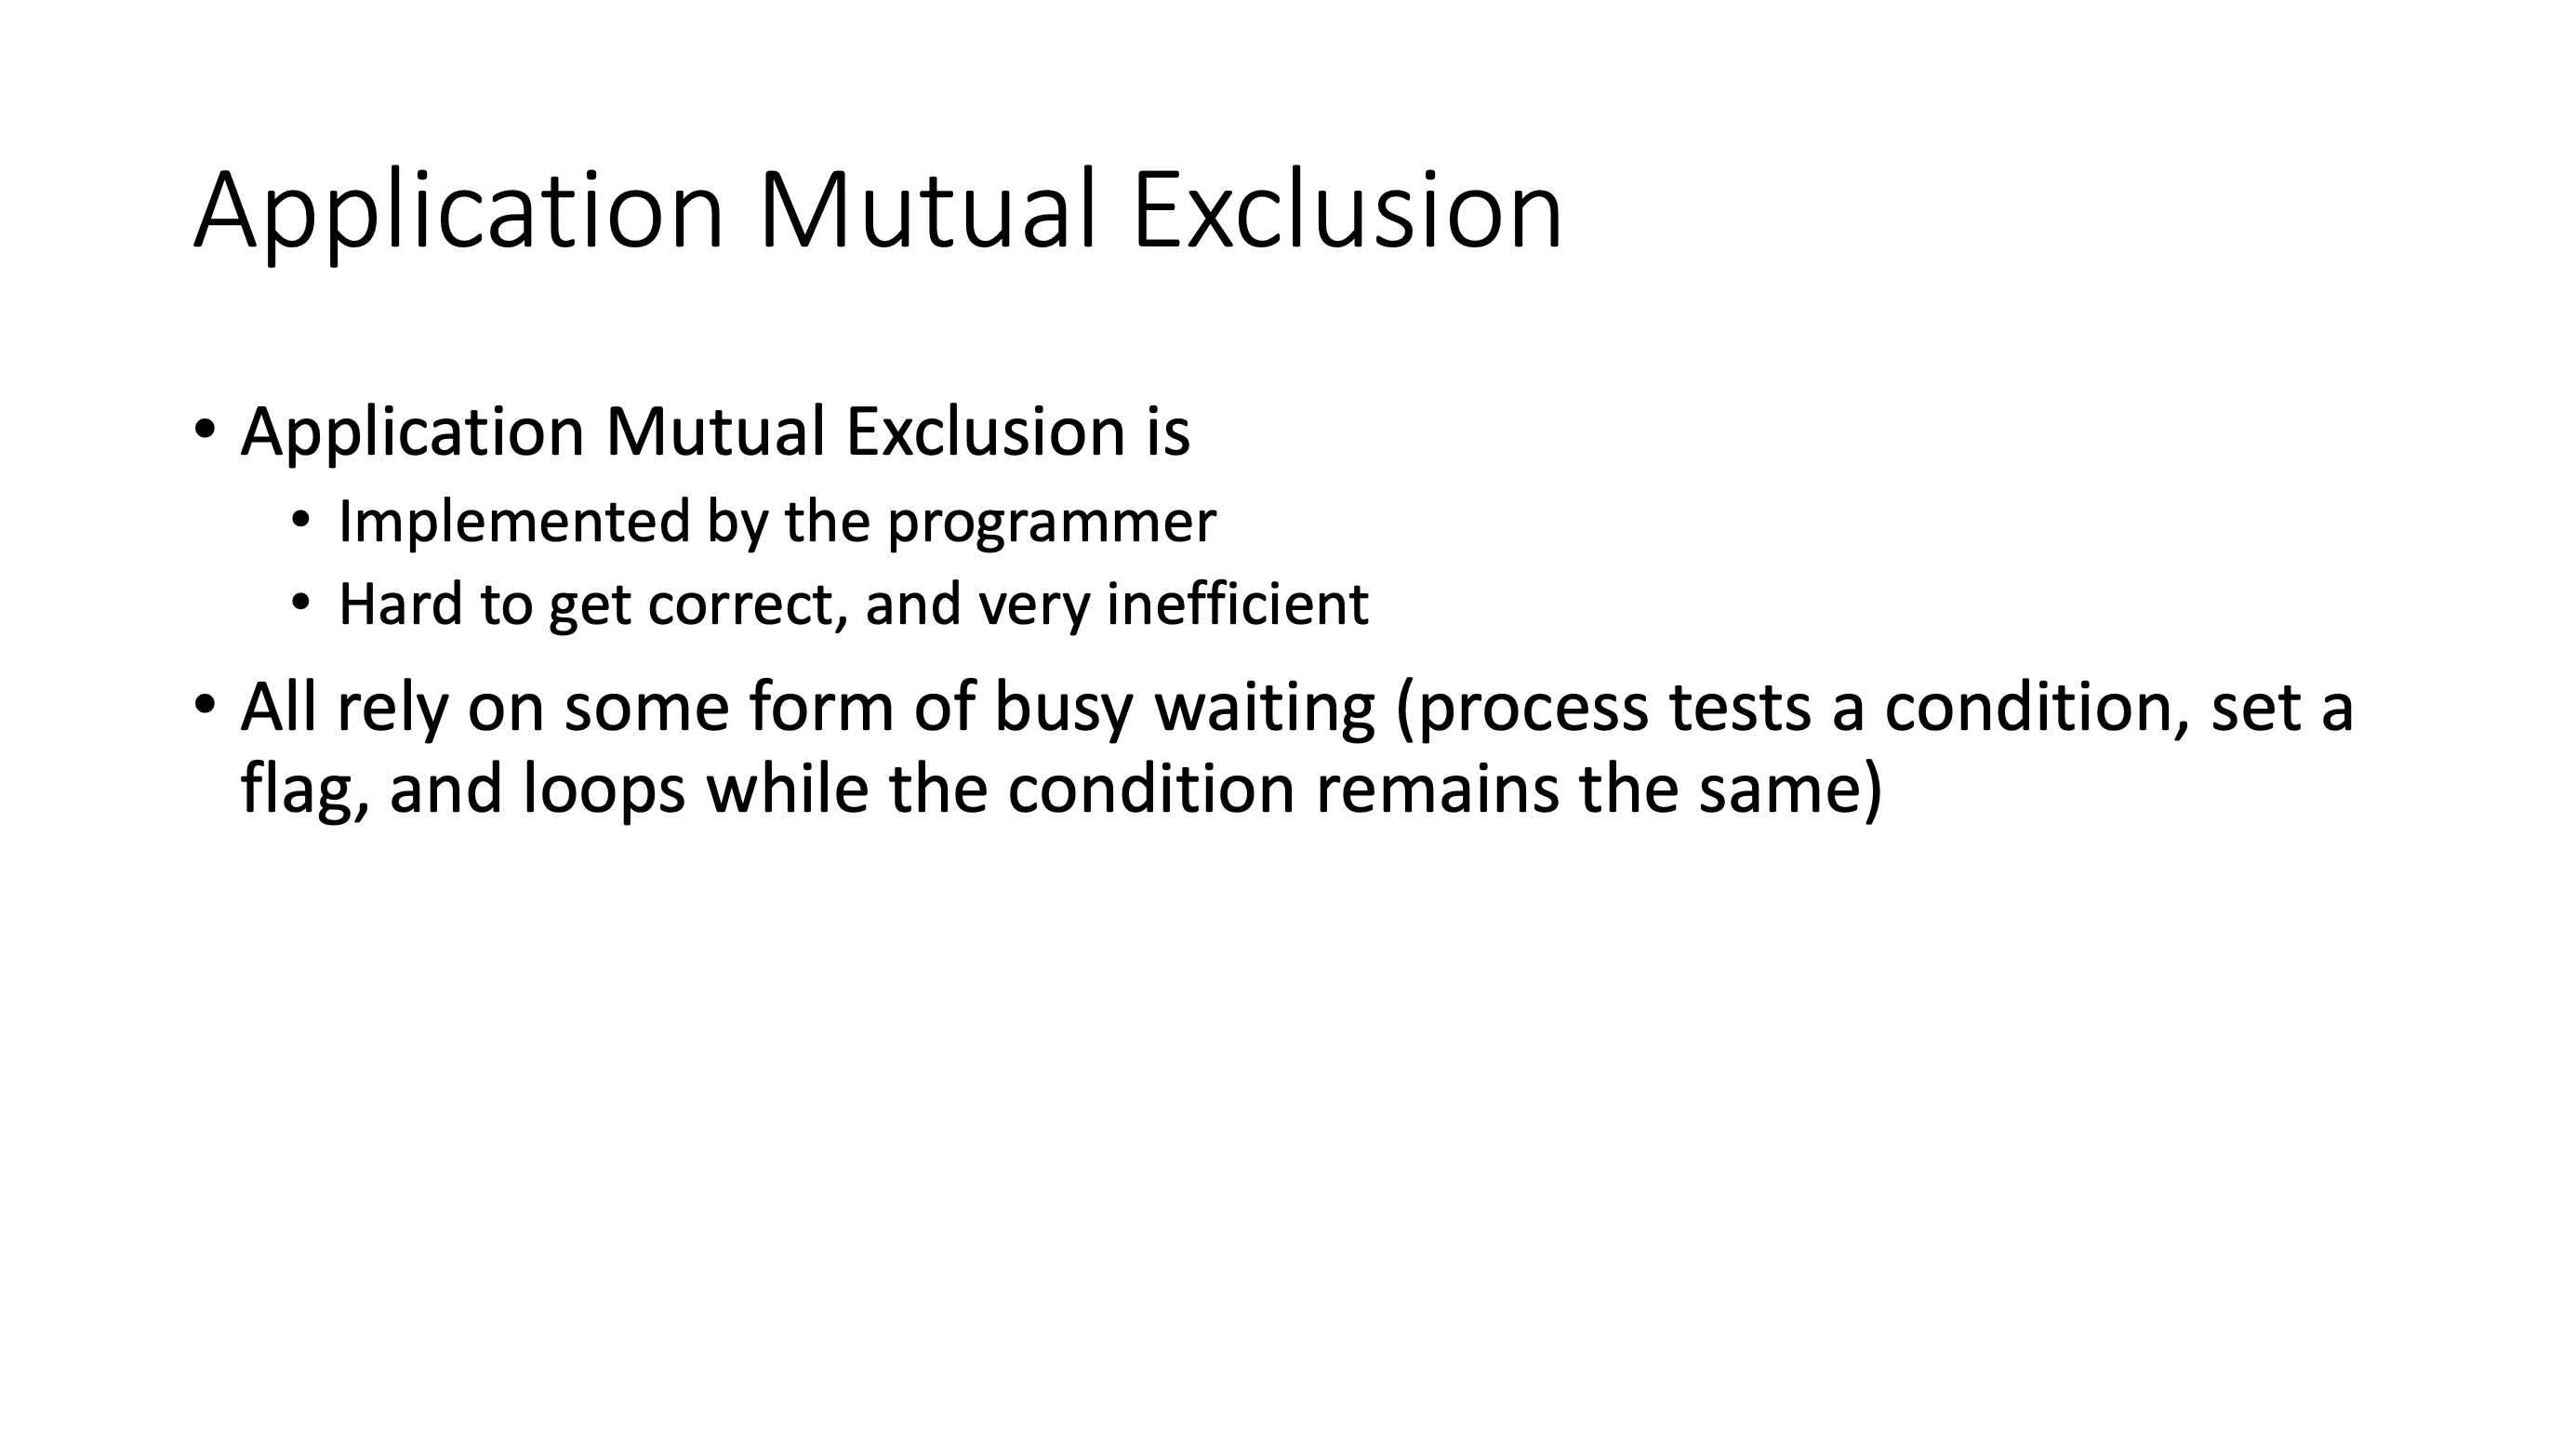 Application Mutual Exclusion
• Application Mutual Exclusion is
• Implemented by the programmer
• Hard to get correct, and very inefficient
• All rely on some form of busy waiting (process tests a condition, set a
flag, and loops while the condition remains the same)